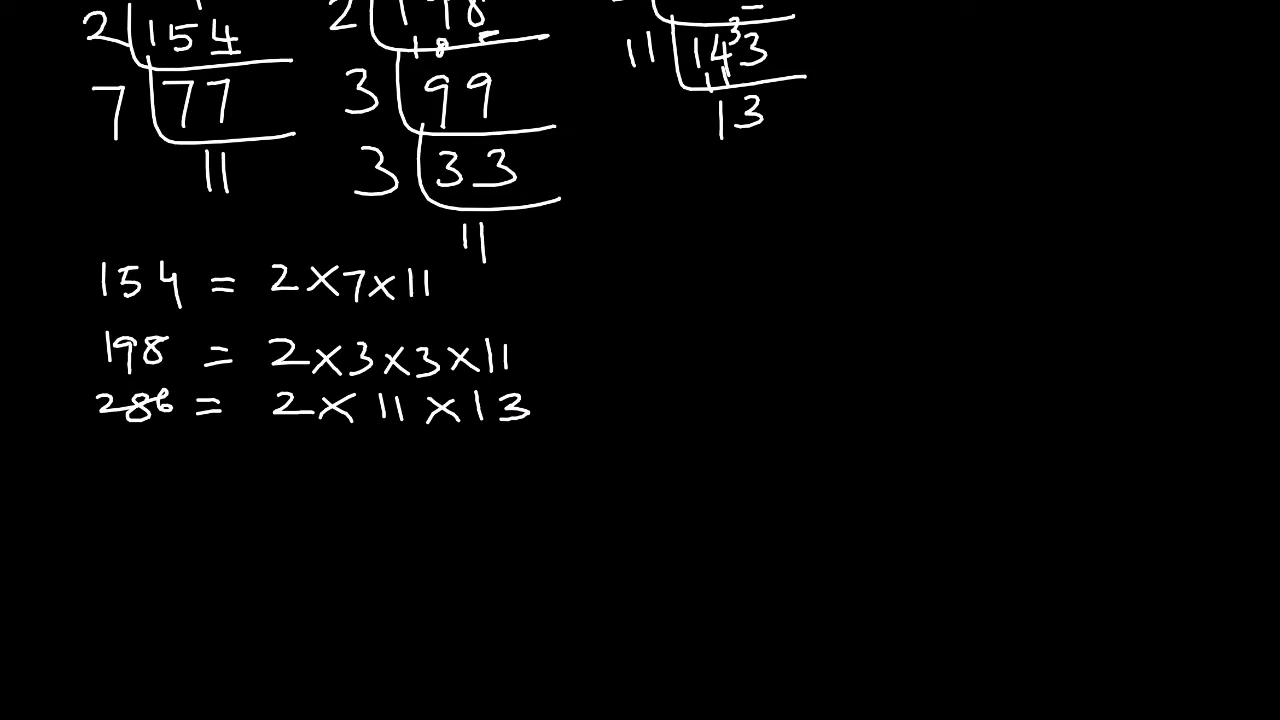 2 154 2 198
7 77 3 99 11 143
11 3 33 13
11
154 = 2×7×11
198 = 2×3×3×11
286 = 2×11×13